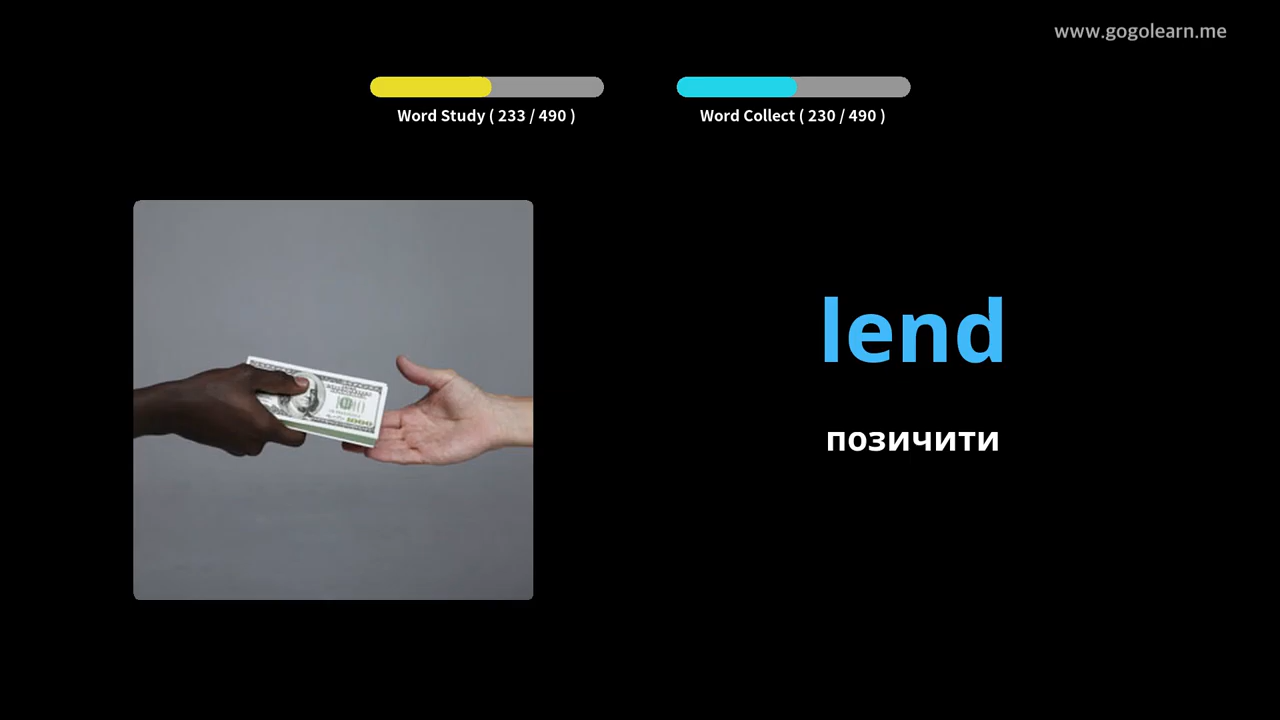 www.gogolearn.me
Word Study ( 233 / 490 )
Word Collect ( 230 / 490 )
lend
позичити